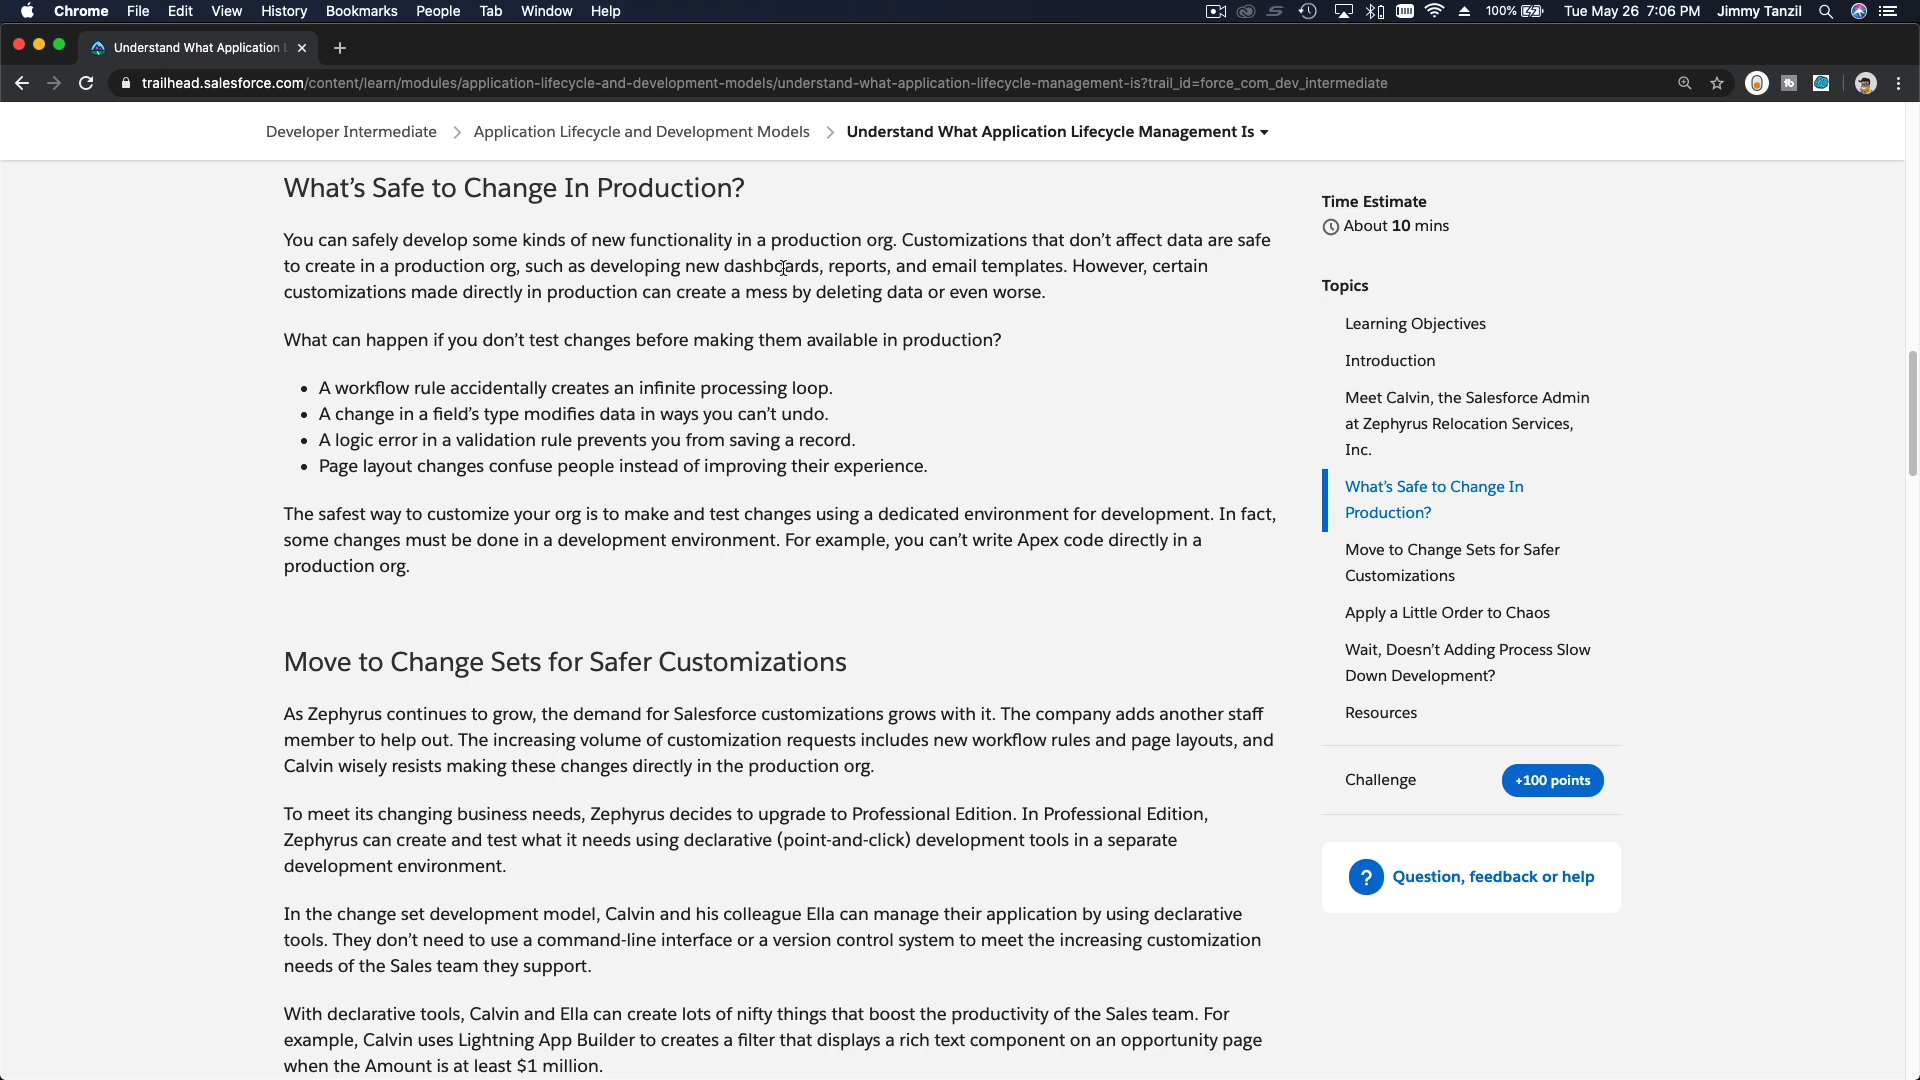 Chrome File Edit View History Bookmarks People Tab Window Help 100% Tue May 26 7:06 PM Jimmy Tanzil
Understand What Application
trailhead.salesforce.com/content/learn/modules/application-lifecycle-and-development-models/understand-what-application-lifecycle-management-is?trail_id=force_com_dev_intermediate
Developer Intermediate > Application Lifecycle and Development Models > Understand What Application Lifecycle Management Is
What’s Safe to Change In Production?
You can safely develop some kinds of new functionality in a production org. Customizations that don’t affect data are safe
to create in a production org, such as developing new dashboards, reports, and email templates. However, certain
customizations made directly in production can create a mess by deleting data or even worse.
What can happen if you don’t test changes before making them available in production?
• A workflow rule accidentally creates an infinite processing loop.
• A change in a field’s type modifies data in ways you can’t undo.
• A logic error in a validation rule prevents you from saving a record.
• Page layout changes confuse people instead of improving their experience.
The safest way to customize your org is to make and test changes using a dedicated environment for development. In fact,
some changes must be done in a development environment. For example, you can’t write Apex code directly in a
production org.
Move to Change Sets for Safer Customizations
As Zephyrus continues to grow, the demand for Salesforce customizations grows with it. The company adds another staff
member to help out. The increasing volume of customization requests includes new workflow rules and page layouts, and
Calvin wisely resists making these changes directly in the production org.
To meet its changing business needs, Zephyrus decides to upgrade to Professional Edition. In Professional Edition,
Zephyrus can create and test what it needs using declarative (point-and-click) development tools in a separate
development environment.
In the change set development model, Calvin and his colleague Ella can manage their application by using declarative
tools. They don’t need to use a command-line interface or a version control system to meet the increasing customization
needs of the Sales team they support.
With declarative tools, Calvin and Ella can create lots of nifty things that boost the productivity of the Sales team. For
example, Calvin uses Lightning App Builder to creates a filter that displays a rich text component on an opportunity page
when the Amount is at least $1 million.
Time Estimate
About 10 mins
Topics
Learning Objectives
Introduction
Meet Calvin, the Salesforce Admin
at Zephyrus Relocation Services,
Inc.
What’s Safe to Change In
Production?
Move to Change Sets for Safer
Customizations
Apply a Little Order to Chaos
Wait, Doesn’t Adding Process Slow
Down Development?
Resources
Challenge +100 points
? Question, feedback or help